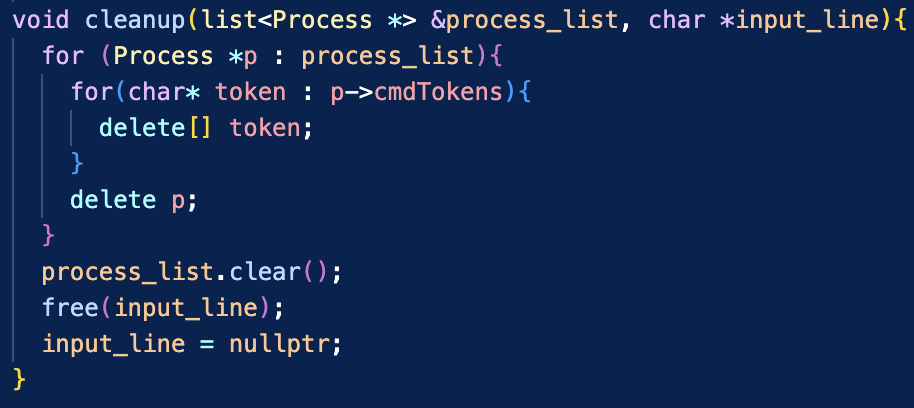 void cleanup(list<Process *> &process_list, char *input_line){
  for (Process *p : process_list){
    for(char* token : p->cmdTokens){
      delete[] token;
    }
    delete p;
  }
  process_list.clear();
  free(input_line);
  input_line = nullptr;
}